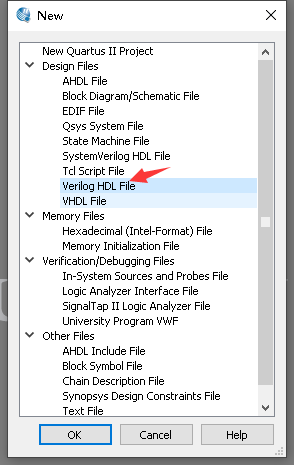 New
New Quartus II Project
Design Files
AHDL File
Block Diagram/Schematic File
EDIF File
Qsys System File
State Machine File
SystemVerilog HDL File
Tcl Script File
Verilog HDL File
VHDL File
Memory Files
Hexadecimal (Intel-Format) File
Memory Initialization File
Verification/Debugging Files
In-System Sources and Probes File
Logic Analyzer Interface File
SignalTap II Logic Analyzer File
University Program VWF
Other Files
AHDL Include File
Block Symbol File
Chain Description File
Synopsys Design Constraints File
Text File
OK Cancel Help